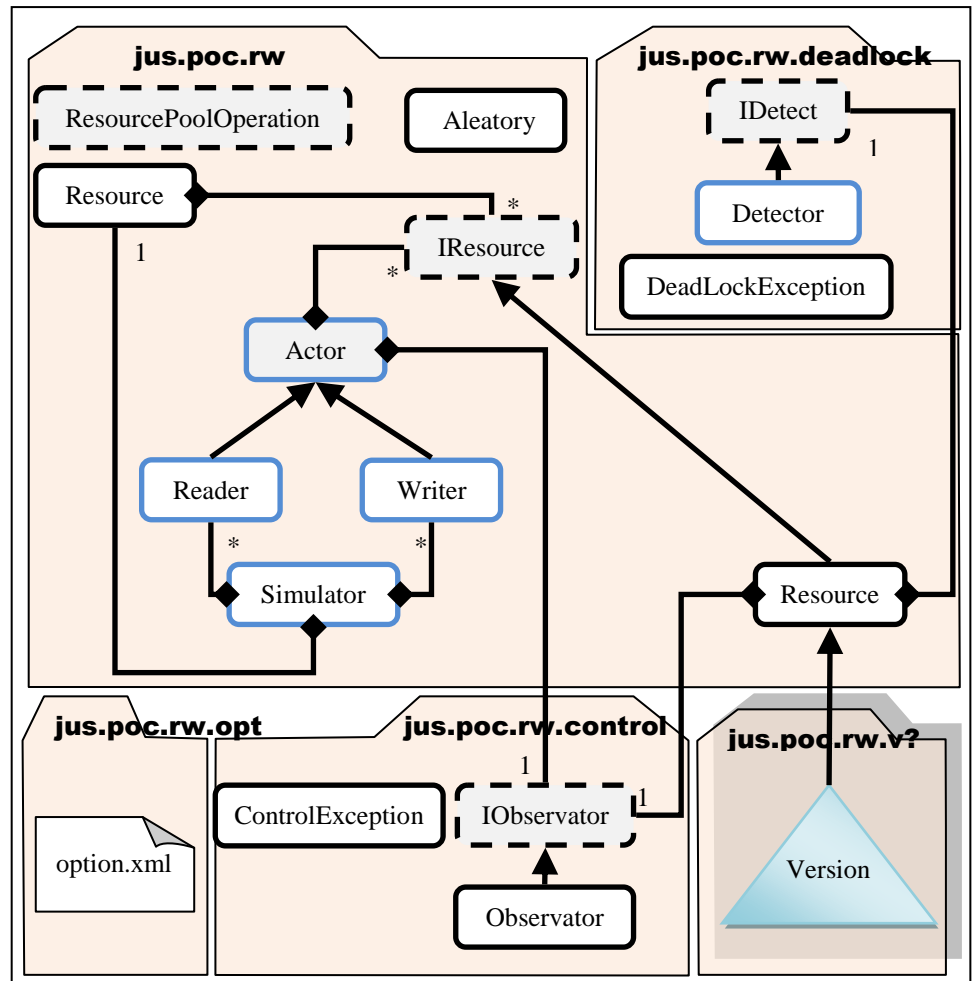 jus.poc.rw
jus.poc.rw.deadlock
ResourcePoolOperation
Aleatory
IDetect
1
Resource
*
Detector
1
IResource
*
DeadLockException
Actor
Reader
Writer
*
*
Simulator
Resource
jus.poc.rw.opt
jus.poc.rw.control
jus.poc.rw.v?
1
ControlException
IObservator
1
option.xml
Version
Observator